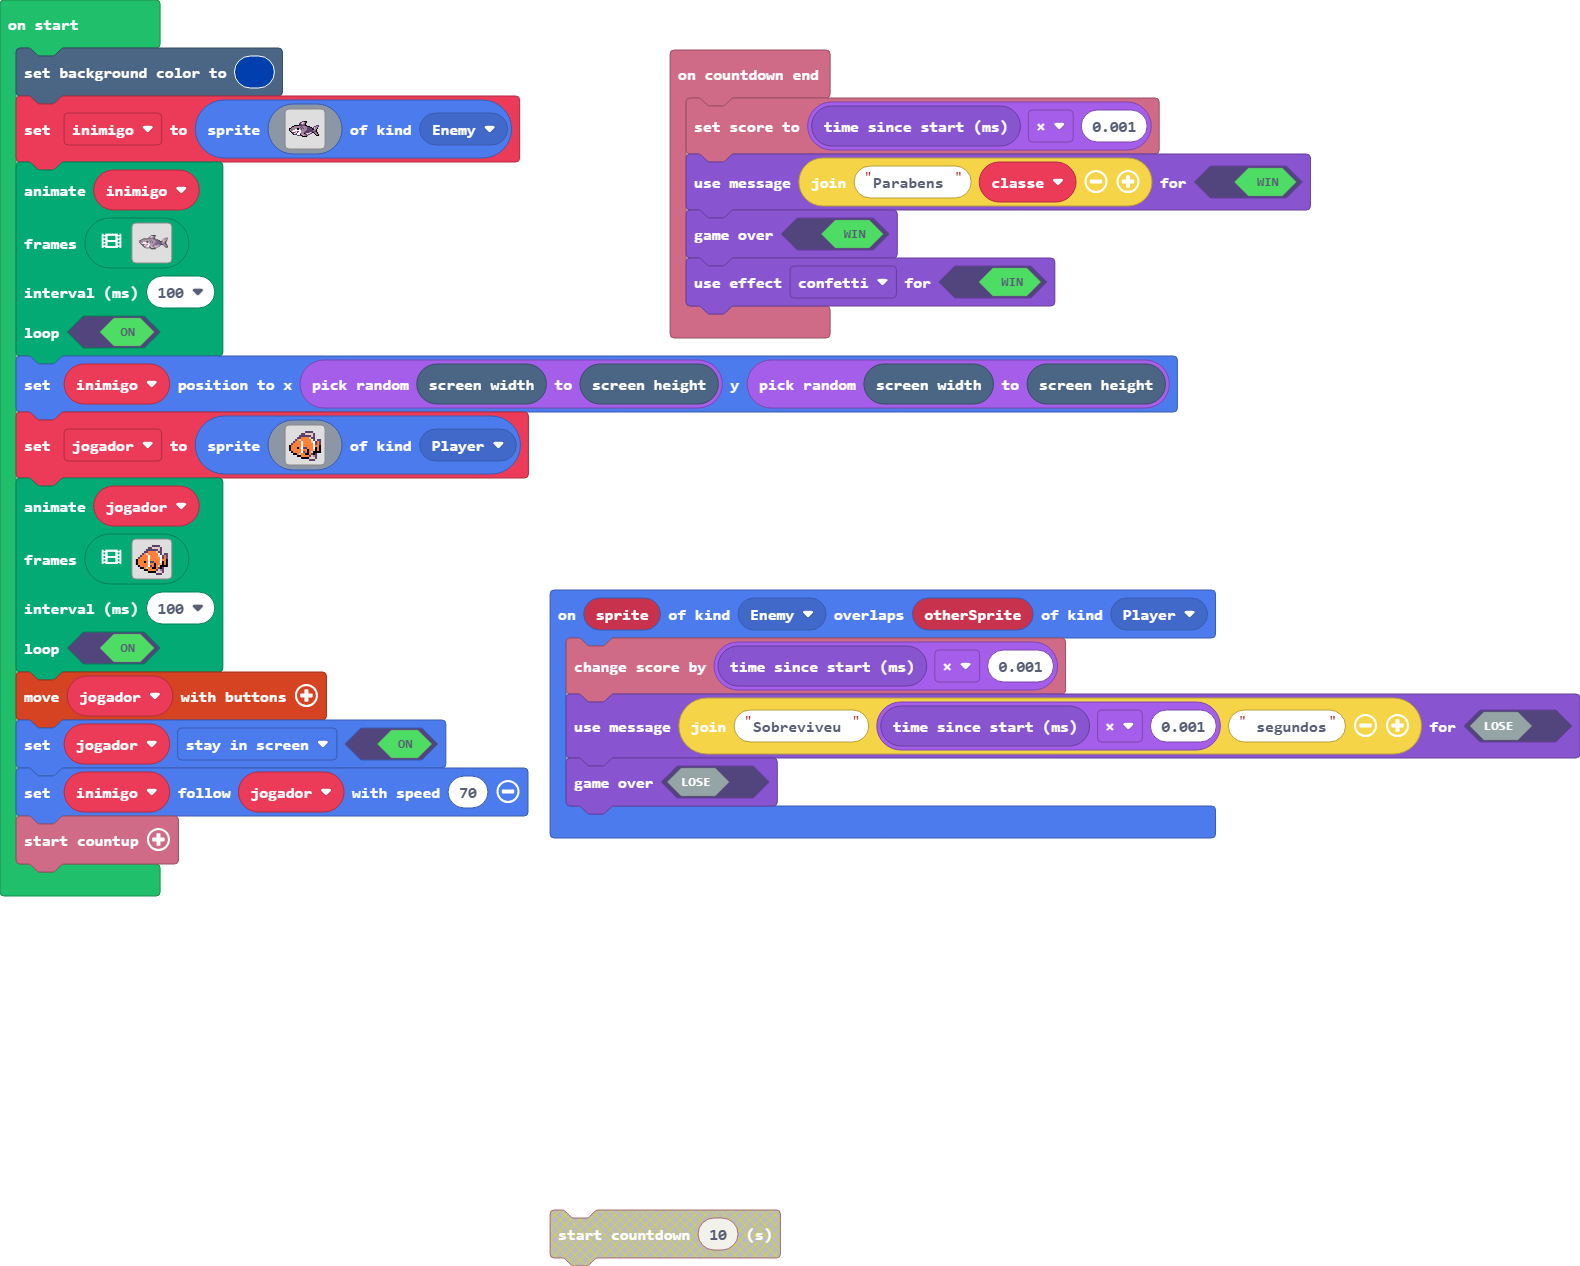 on start
set background color to
set inimigo to sprite of kind Enemy
animate inimigo
frames
interval (ms) 100
loop ON
set inimigo position to x pick random screen width to screen height y pick random screen width to screen height
set jogador to sprite of kind Player
animate jogador
frames
interval (ms) 100
loop ON
move jogador with buttons
set jogador stay in screen ON
set inimigo follow jogador with speed 70
start countup
on countdown end
set score to time since start (ms) × 0.001
use message join "Parabens " classe for WIN
game over WIN
use effect confetti for WIN
on sprite of kind Enemy overlaps otherSprite of kind Player
change score by time since start (ms) × 0.001
use message join "Sobreviveu " time since start (ms) × 0.001 " segundos" for LOSE
game over LOSE
start countdown 10 (s)